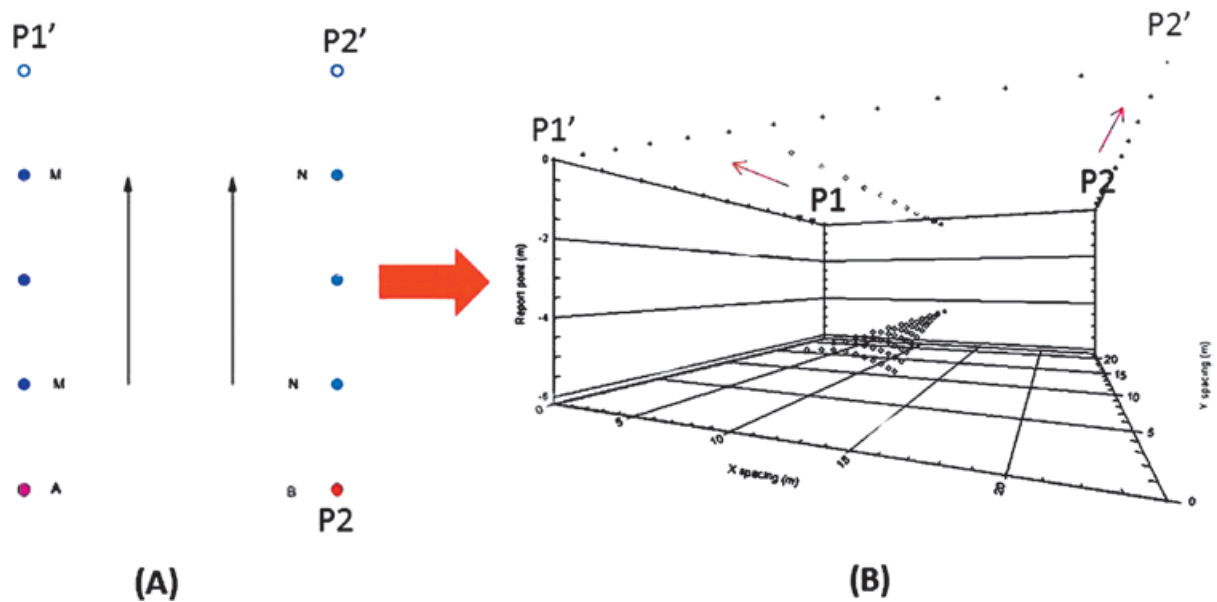 P1’ P2’
M N
M N
A B
P2
(A)
P2’
P1’
P1 P2
0
-2
-4
-6
Report point (m)
0 5 10 15 20
X spacing (m)
20
15
10
5
0
Y spacing (m)
(B)